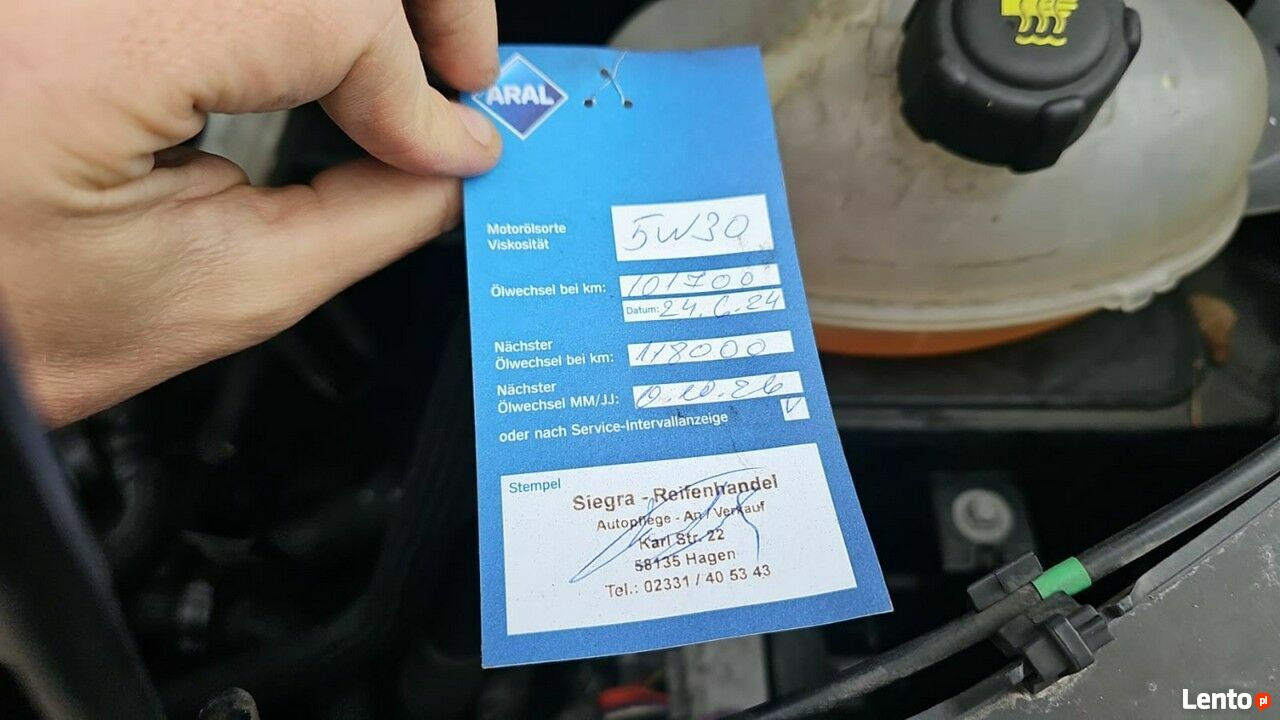 ARAL
Motorölsorte
Viskosität
5W30
Ölwechsel bei km:
101700
Datum: 24.6.24
Nächster
Ölwechsel bei km:
118000
Nächster
Ölwechsel MM/JJ:
oder nach Service-Intervallanzeige
Stempel
Siegra - Reifenhandel
Autopflege - An / Verkauf
Karl Str. 22
58135 Hagen
Tel.: 02331 / 40 53 43
Lento.pl